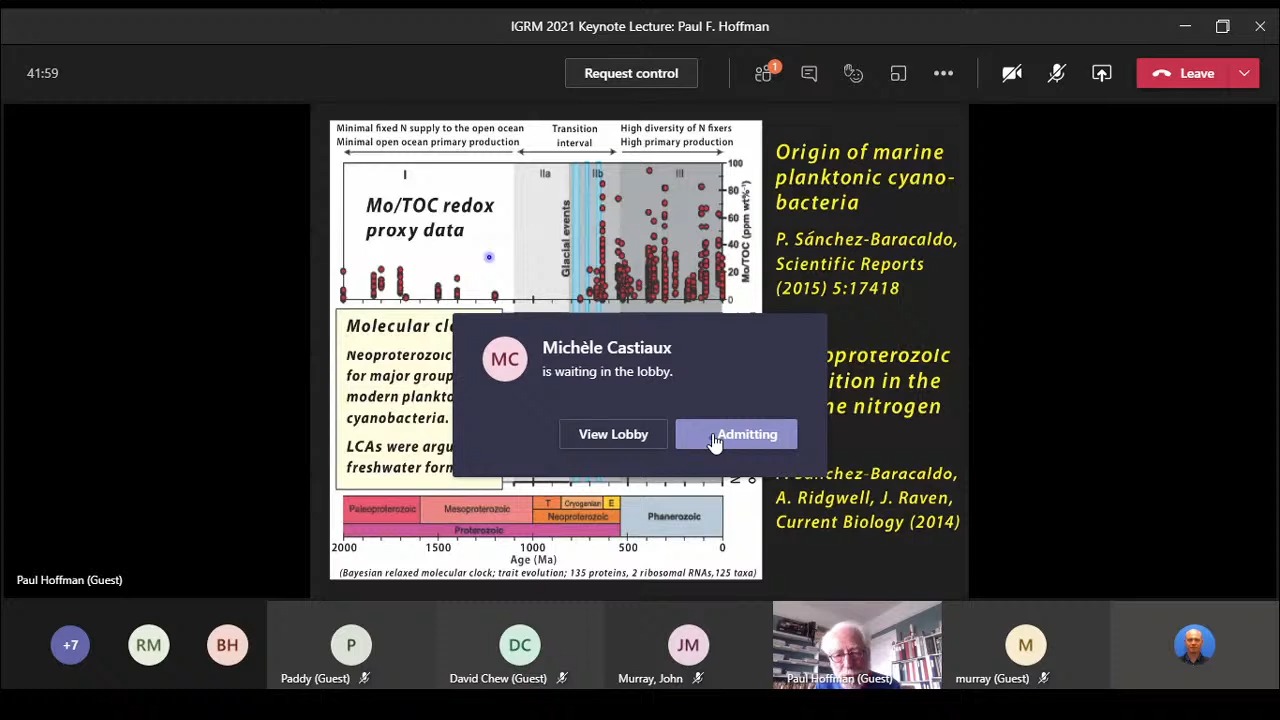 IGRM 2021 Keynote Lecture: Paul F. Hoffman
41:59
Request control
1
Leave
Minimal fixed N supply to the open ocean
Minimal open ocean primary production
Transition
interval
High diversity of N fixers
High primary production
I
IIa
IIb
III
Mo/TOC redox
proxy data
Glacial events
100
80
60
40
20
0
Mo/TOC (ppm wt%⁻¹)
Origin of marine
planktonic cyano-
bacteria
P. Sánchez-Baracaldo,
Scientific Reports
(2015) 5:17418
Molecular clo
Neoproterozoic
for major group
modern plankto
cyanobacteria.
LCAs were argu
freshwater form
MC
Michèle Castiaux
is waiting in the lobby.
View Lobby
Admitting
oproterozoic
ition in the
ne nitrogen
Sánchez-Baracaldo,
A. Ridgwell, J. Raven,
Current Biology (2014)
Paleoproterozoic
Mesoproterozoic
T
Cryogenian
E
Neoproterozoic
Phanerozoic
Proterozoic
2000
1500
1000
500
0
Age (Ma)
(Bayesian relaxed molecular clock; trait evolution; 135 proteins, 2 ribosomal RNAs,125 taxa)
Paul Hoffman (Guest)
+7
RM
BH
P
Paddy (Guest)
DC
David Chew (Guest)
JM
Murray, John
Paul Hoffman (Guest)
M
murray (Guest)